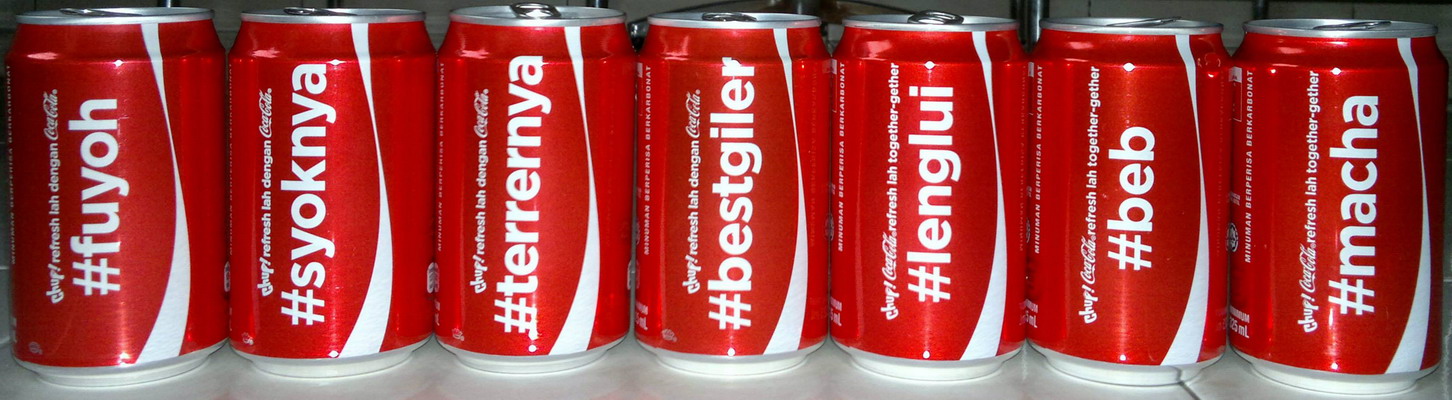 chup! refresh lah dengan Coca-Cola
#fuyoh
chup! refresh lah dengan Coca-Cola
#syoknya
chup! refresh lah dengan Coca-Cola
#terrernya
MINUMAN BERPERISA BERKARBONAT
chup! refresh lah dengan Coca-Cola
#bestgiler
MINUMAN BERPERISA BERKARBONAT
chup! Coca-Cola refresh lah together-gether
#lenglui
MINUMAN BERPERISA BERKARBONAT
chup! Coca-Cola refresh lah together-gether
#beb
MINUMAN BERPERISA BERKARBONAT
chup! Coca-Cola refresh lah together-gether
#macha